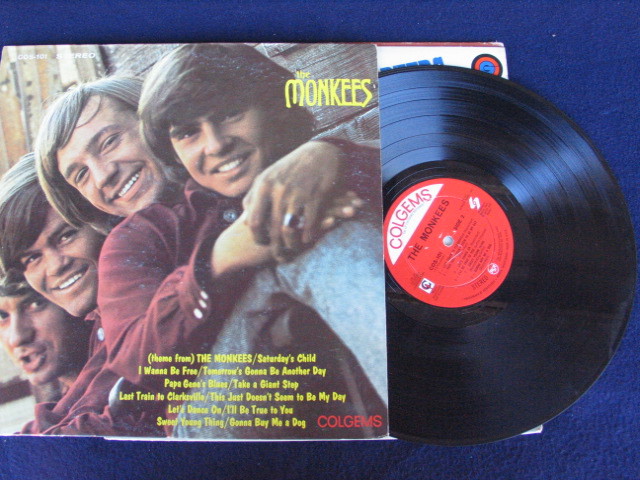 COS-101 STEREO
the
MONKEES
(theme from) THE MONKEES/Saturday's Child
I Wanna Be Free/Tomorrow's Gonna Be Another Day
Papa Gene's Blues/Take a Giant Step
Last Train to Clarksville/This Just Doesn't Seem to Be My Day
Let's Dance On/I'll Be True to You
Sweet Young Thing/Gonna Buy Me a Dog
COLGEMS
COLGEMS
THE MONKEES